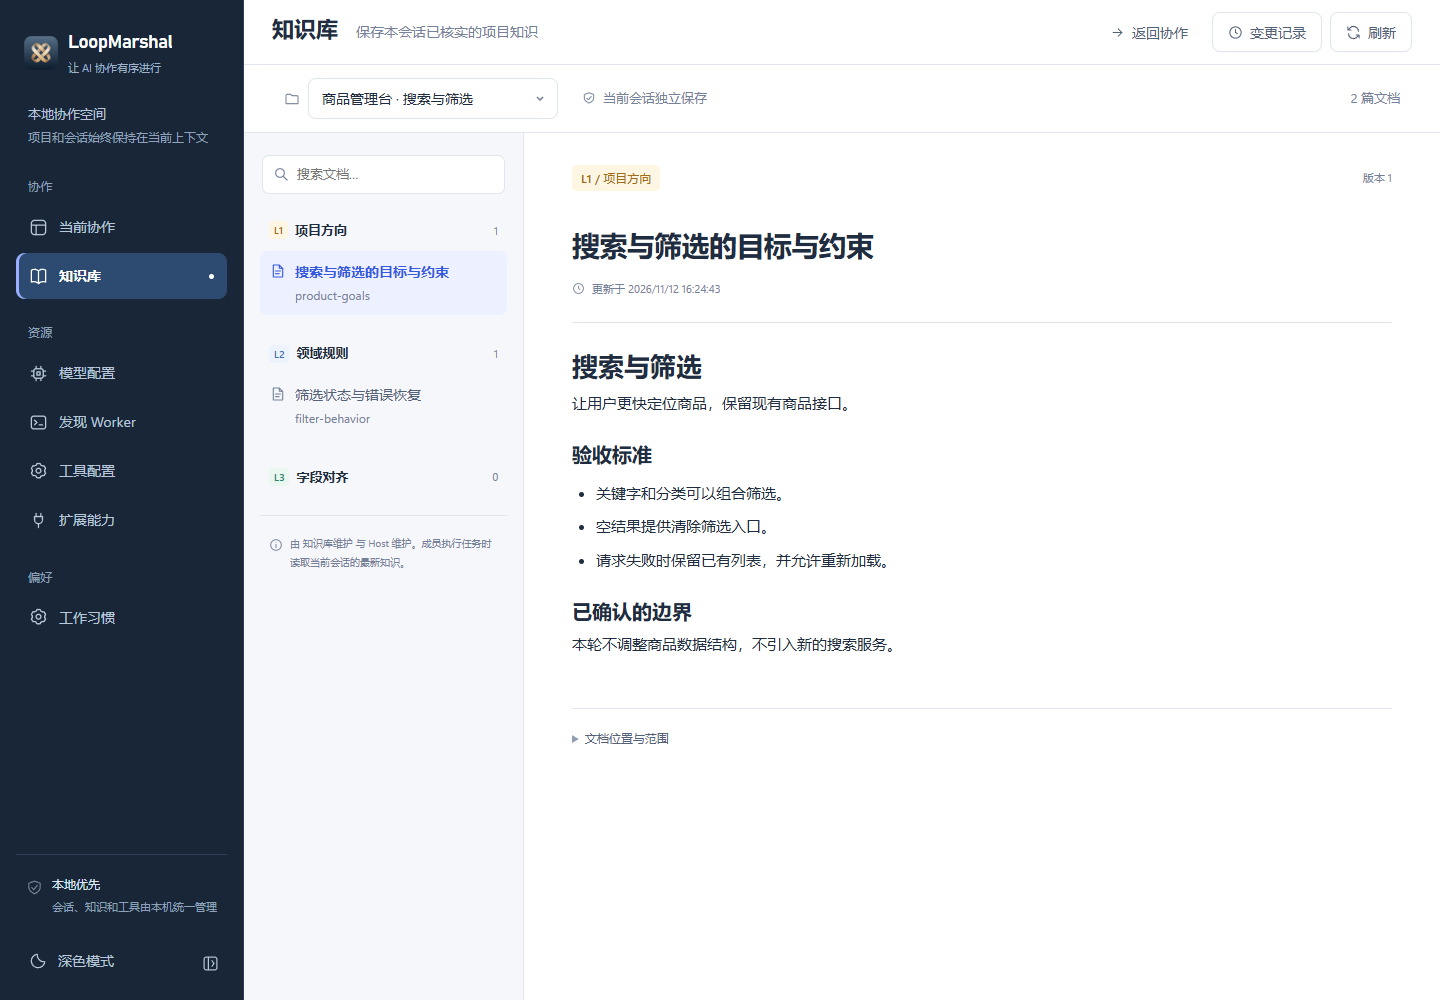 LoopMarshal
让 AI 协作有序进行
本地协作空间
项目和会话始终保持在当前上下文
协作
当前协作
知识库
资源
模型配置
发现 Worker
工具配置
扩展能力
偏好
工作习惯
本地优先
会话、知识和工具由本机统一管理
深色模式
知识库
保存本会话已核实的项目知识
返回协作
变更记录
刷新
商品管理台 · 搜索与筛选
当前会话独立保存
2 篇文档
搜索文档...
L1 项目方向 1
搜索与筛选的目标与约束
product-goals
L2 领域规则 1
筛选状态与错误恢复
filter-behavior
L3 字段对齐 0
由 知识库维护 与 Host 维护。成员执行任务时
读取当前会话的最新知识。
L1 / 项目方向
版本 1
搜索与筛选的目标与约束
更新于 2026/11/12 16:24:43
搜索与筛选
让用户更快定位商品，保留现有商品接口。
验收标准
• 关键字和分类可以组合筛选。
• 空结果提供清除筛选入口。
• 请求失败时保留已有列表，并允许重新加载。
已确认的边界
本轮不调整商品数据结构，不引入新的搜索服务。
文档位置与范围